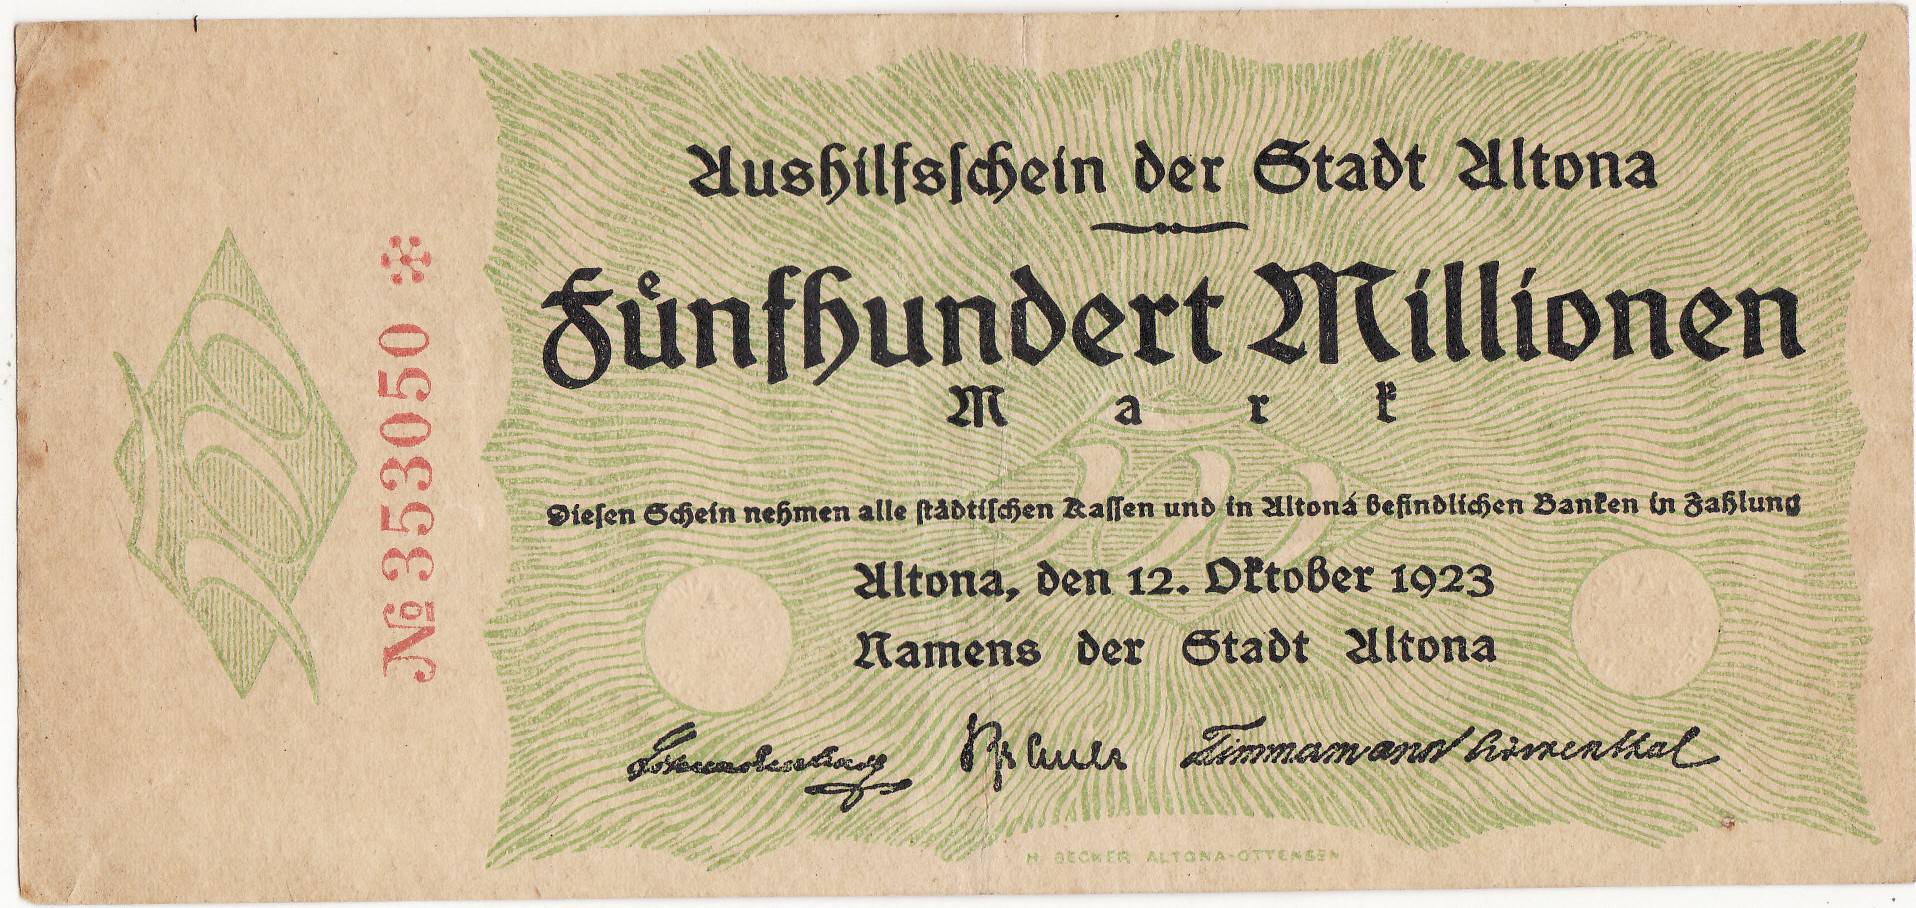 Aushilfsschein der Stadt Altona
Fünfhundert Millionen
Mark
Diesen Schein nehmen alle städtischen Kassen und in Altona befindlichen Banken in Zahlung
Altona, den 12. Oktober 1923
Namens der Stadt Altona
Timmamann
H BECKER ALTONA-OTTENSEN
№ 353050 *